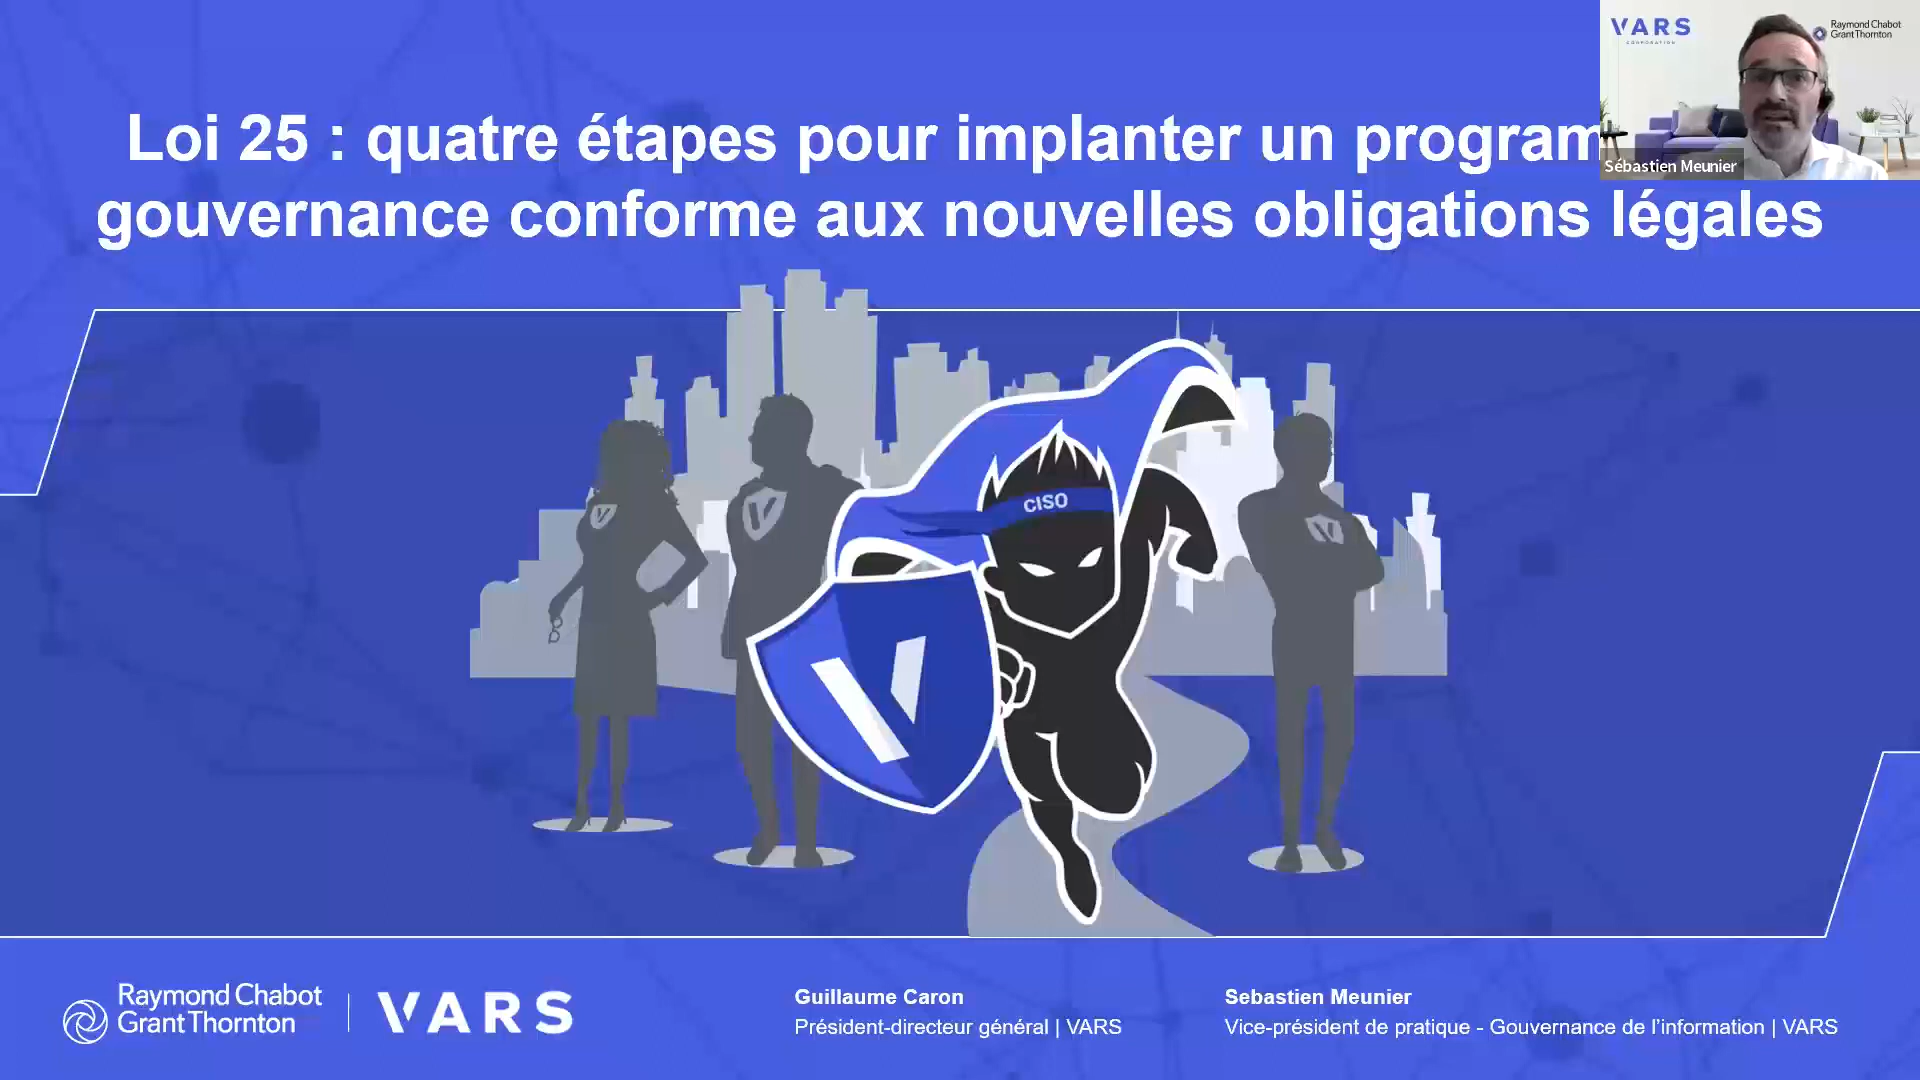 Loi 25 : quatre étapes pour implanter un program
gouvernance conforme aux nouvelles obligations légales
VARS
CORPORATION
Raymond Chabot
Grant Thornton
Sébastien Meunier
CISO
V
Raymond Chabot
Grant Thornton
VARS
Guillaume Caron
Président-directeur général | VARS
Sebastien Meunier
Vice-président de pratique - Gouvernance de l'information | VARS